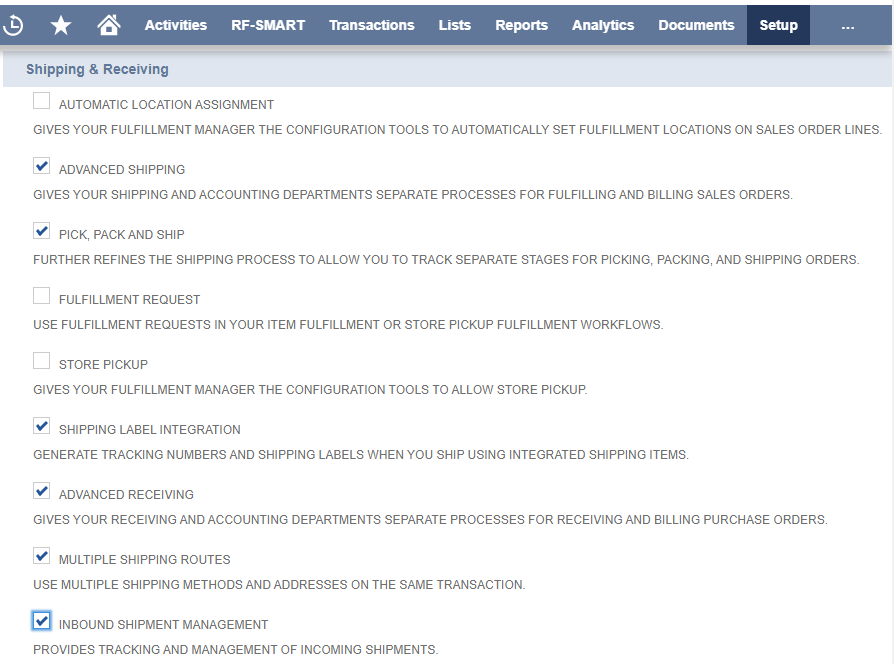 Activities RF-SMART Transactions Lists Reports Analytics Documents Setup ...
Shipping & Receiving
AUTOMATIC LOCATION ASSIGNMENT
GIVES YOUR FULFILLMENT MANAGER THE CONFIGURATION TOOLS TO AUTOMATICALLY SET FULFILLMENT LOCATIONS ON SALES ORDER LINES.
ADVANCED SHIPPING
GIVES YOUR SHIPPING AND ACCOUNTING DEPARTMENTS SEPARATE PROCESSES FOR FULFILLING AND BILLING SALES ORDERS.
PICK, PACK AND SHIP
FURTHER REFINES THE SHIPPING PROCESS TO ALLOW YOU TO TRACK SEPARATE STAGES FOR PICKING, PACKING, AND SHIPPING ORDERS.
FULFILLMENT REQUEST
USE FULFILLMENT REQUESTS IN YOUR ITEM FULFILLMENT OR STORE PICKUP FULFILLMENT WORKFLOWS.
STORE PICKUP
GIVES YOUR FULFILLMENT MANAGER THE CONFIGURATION TOOLS TO ALLOW STORE PICKUP.
SHIPPING LABEL INTEGRATION
GENERATE TRACKING NUMBERS AND SHIPPING LABELS WHEN YOU SHIP USING INTEGRATED SHIPPING ITEMS.
ADVANCED RECEIVING
GIVES YOUR RECEIVING AND ACCOUNTING DEPARTMENTS SEPARATE PROCESSES FOR RECEIVING AND BILLING PURCHASE ORDERS.
MULTIPLE SHIPPING ROUTES
USE MULTIPLE SHIPPING METHODS AND ADDRESSES ON THE SAME TRANSACTION.
INBOUND SHIPMENT MANAGEMENT
PROVIDES TRACKING AND MANAGEMENT OF INCOMING SHIPMENTS.